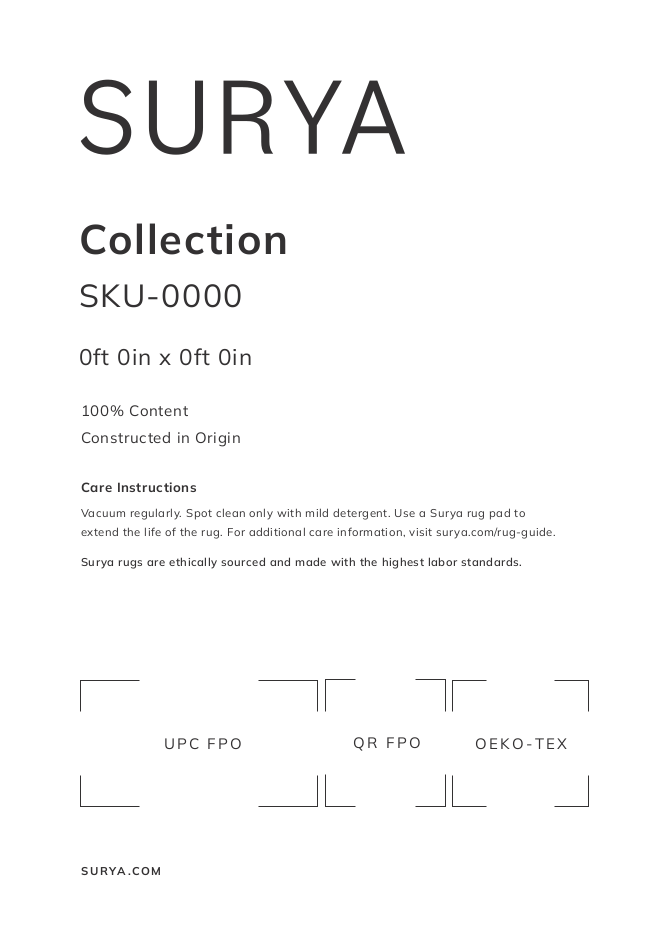 SURYA
Collection
SKU-0000
0ft 0in x 0ft 0in
100% Content
Constructed in Origin
Care Instructions
Vacuum regularly. Spot clean only with mild detergent. Use a Surya rug pad to
extend the life of the rug. For additional care information, visit surya.com/rug-guide.
Surya rugs are ethically sourced and made with the highest labor standards.
UPC FPO
QR FPO
OEKO-TEX
SURYA.COM